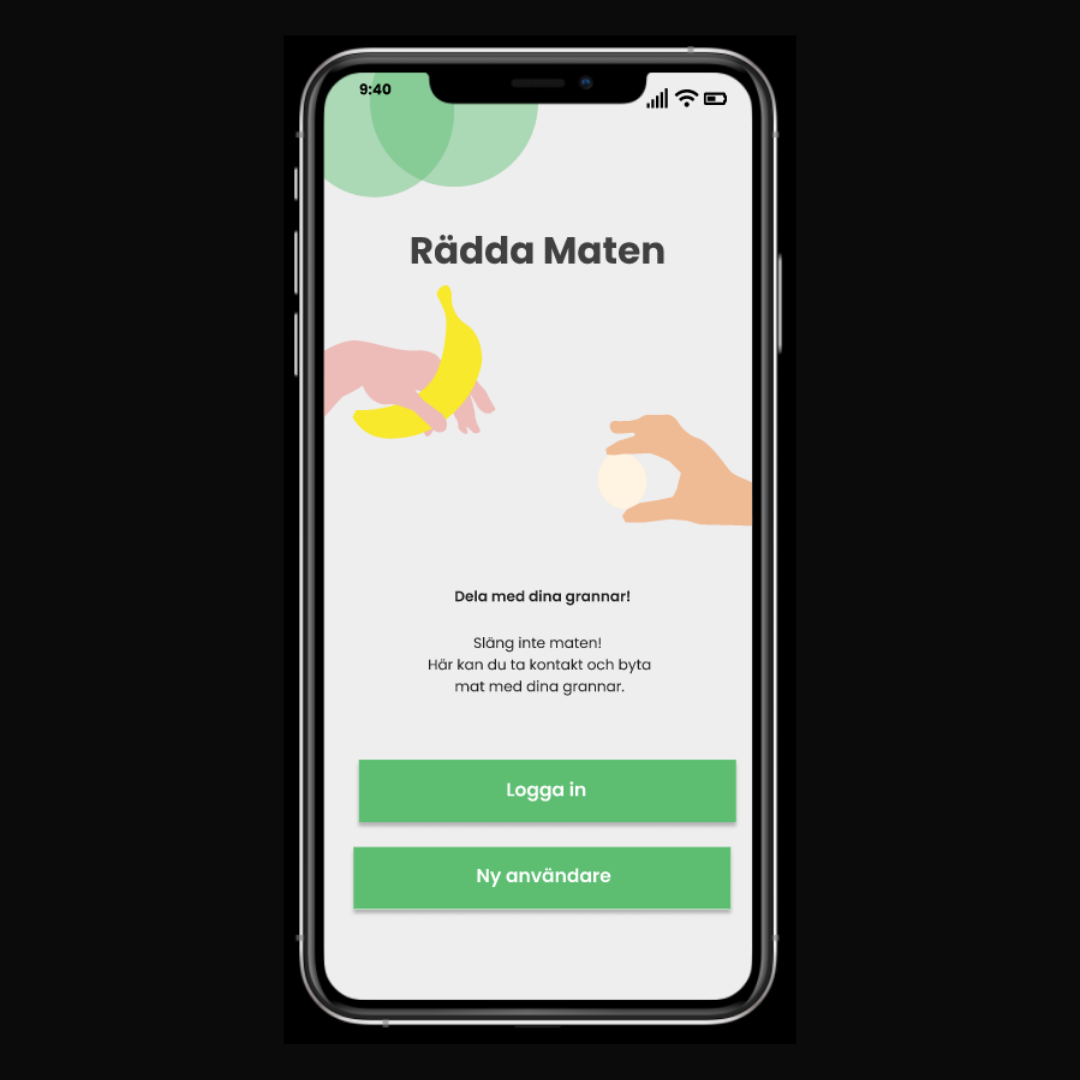 9:40
Rädda Maten
Dela med dina grannar!
Släng inte maten!
Här kan du ta kontakt och byta
mat med dina grannar.
Logga in
Ny användare